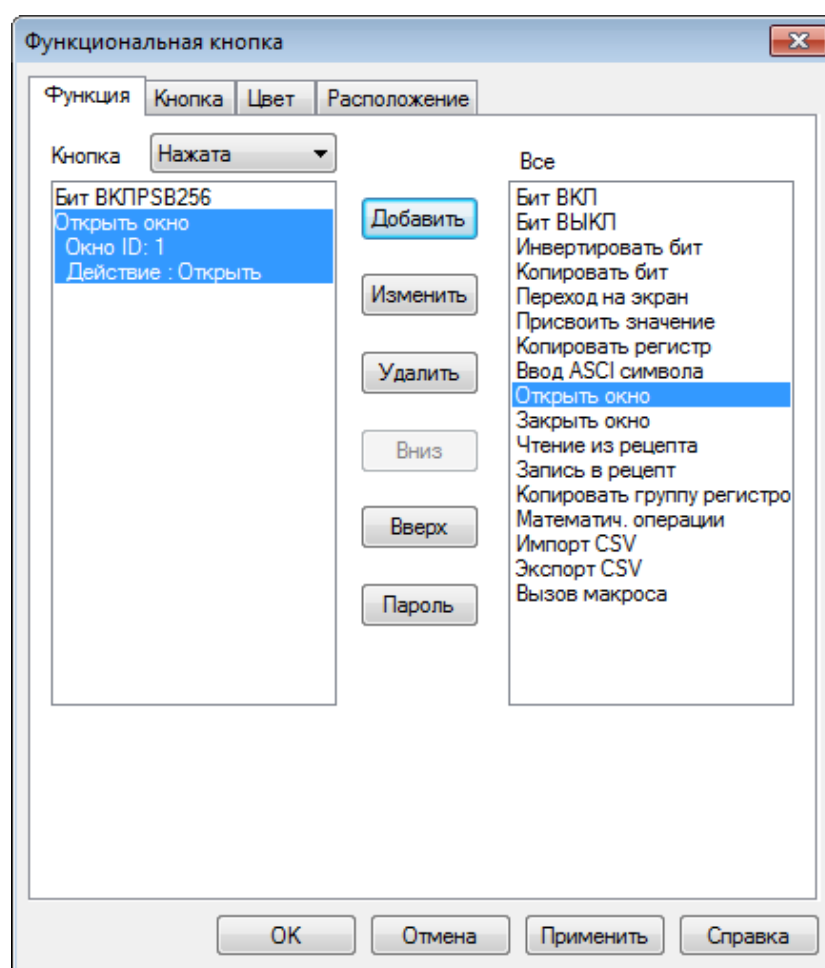 Функциональная кнопка
Функция Кнопка Цвет Расположение
Кнопка Нажата
Все
Бит ВКЛPSB256
Открыть окно
Окно ID: 1
Действие : Открыть
Добавить
Изменить
Удалить
Вниз
Вверх
Пароль
Бит ВКЛ
Бит ВЫКЛ
Инвертировать бит
Копировать бит
Переход на экран
Присвоить значение
Копировать регистр
Ввод ASCI символа
Открыть окно
Закрыть окно
Чтение из рецепта
Запись в рецепт
Копировать группу регистро
Математич. операции
Импорт CSV
Экспорт CSV
Вызов макроса
OK Отмена Применить Справка